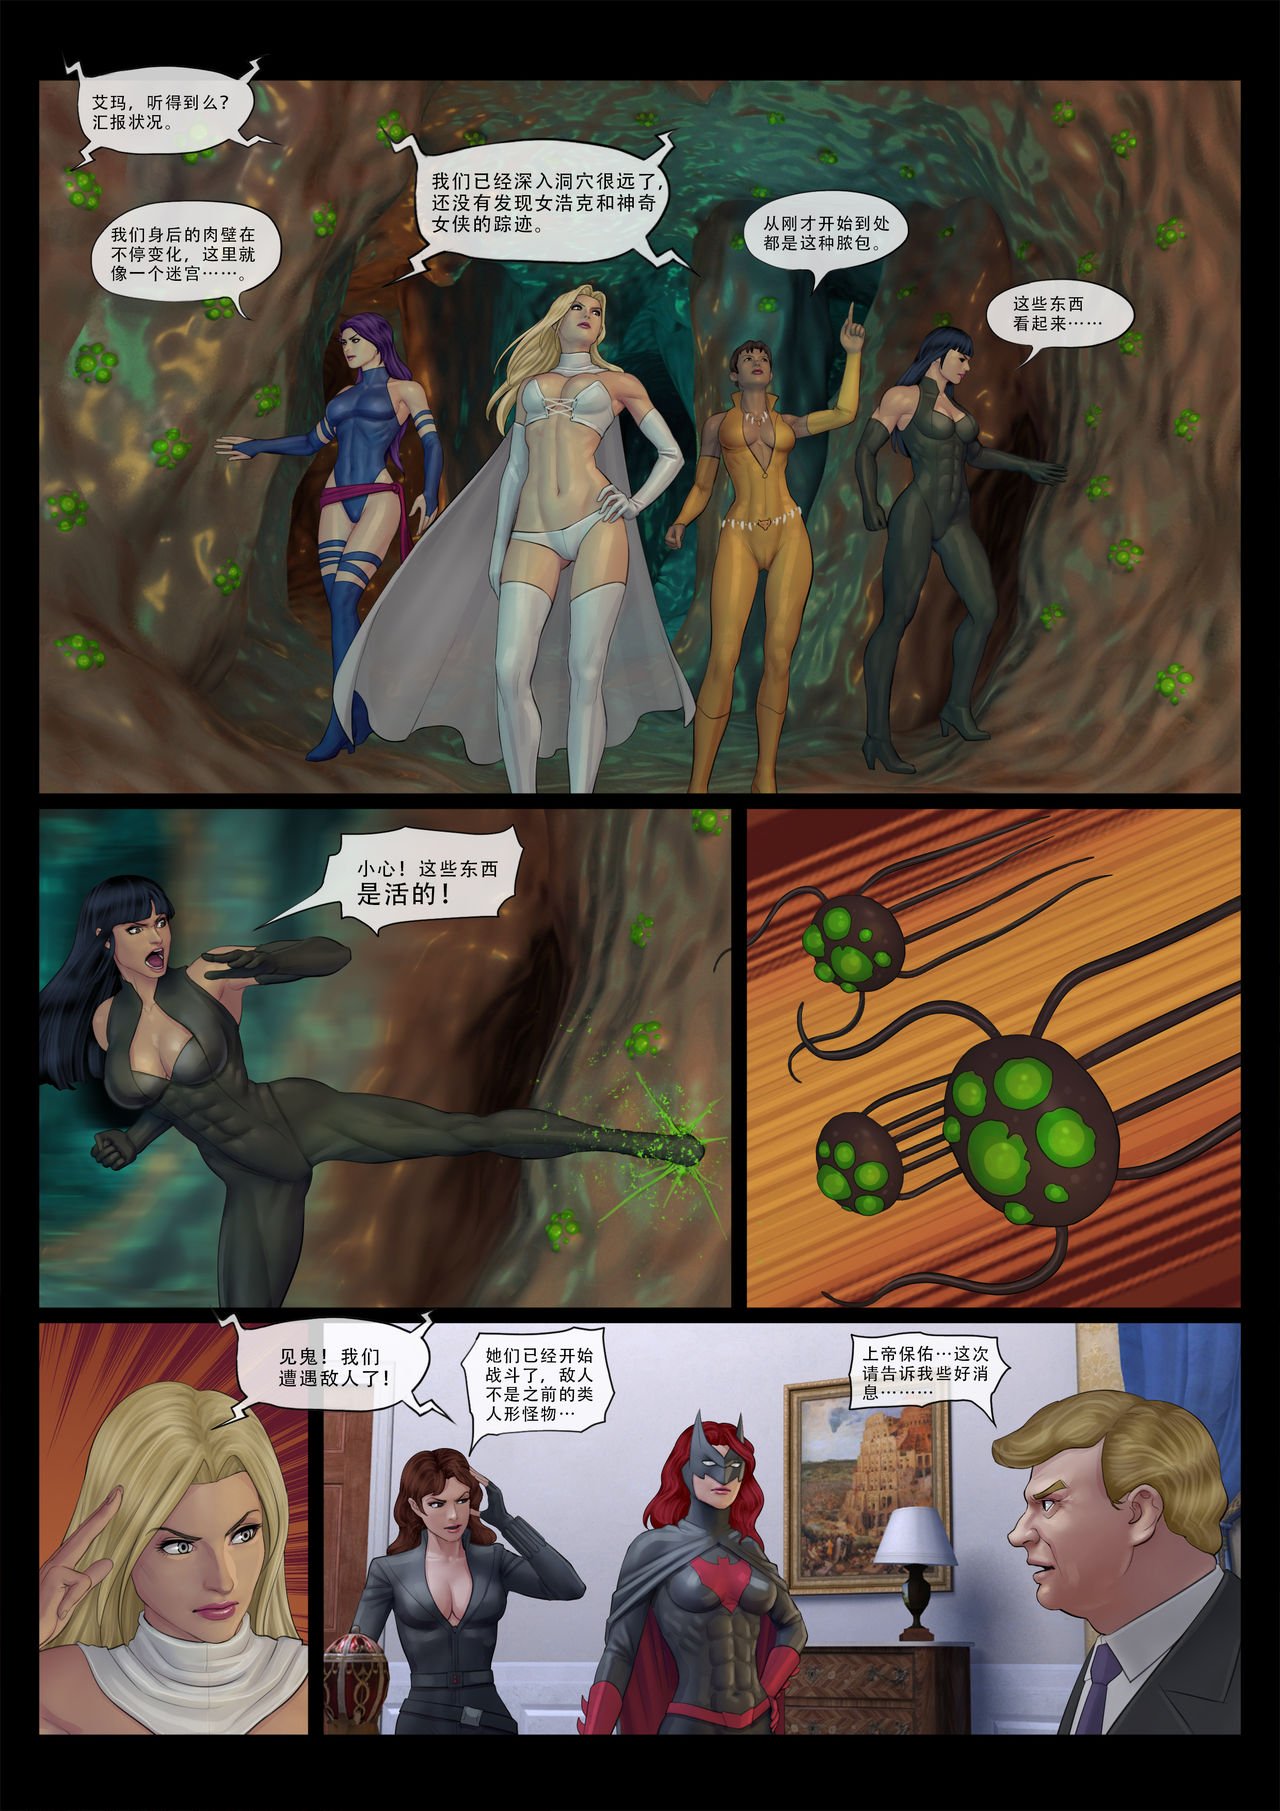 艾玛，听得到么？
汇报状况。
我们身后的肉壁在
不停变化，这里就
像一个迷宫……。
我们已经深入洞穴很远了，
还没有发现女浩克和神奇
女侠的踪迹。
从刚才开始到处
都是这种脓包。
这些东西
看起来……
小心！这些东西
是活的！
见鬼！我们
遭遇敌人了！
她们已经开始
战斗了，敌人
不是之前的类
人形怪物…
上帝保佑…这次
请告诉我些好消
息………